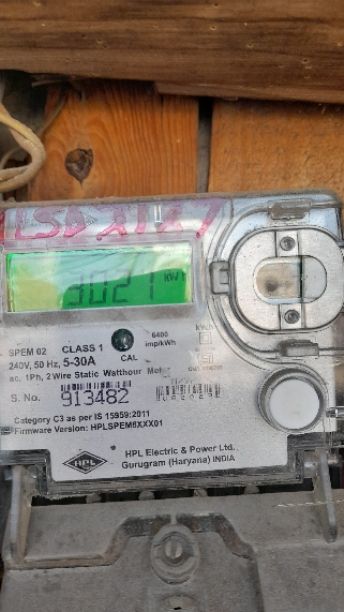 3021 kWh
6400
imp/kWh
SPEM 02 CLASS 1
240V, 50 Hz, 5-30A CAL
ac. 1Ph, 2 Wire Static Watthour Meter
S. No. 913482
Category C3 as per IS 15959:2011
Firmware Version: HPLSPEM6XXX01
HPL
HPL Electric & Power Ltd.
Gurugram (Haryana) INDIA